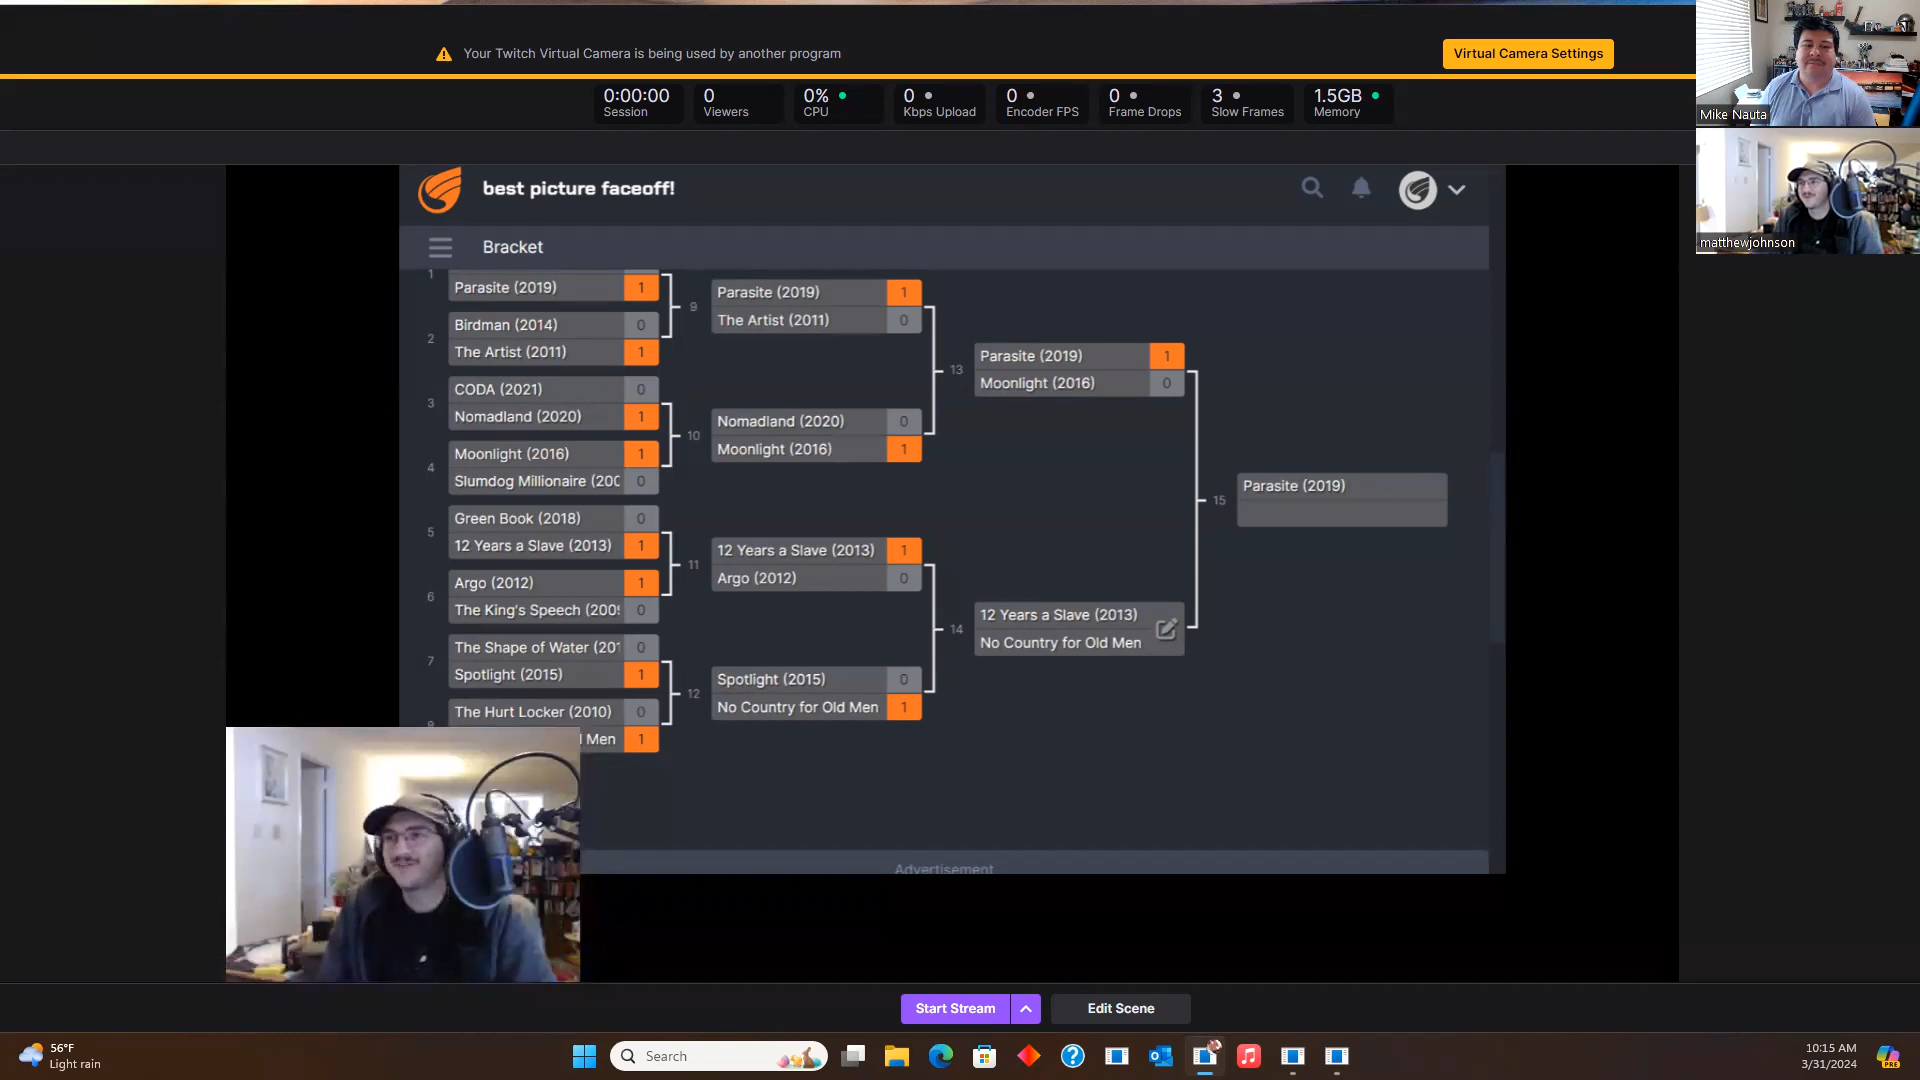 Your Twitch Virtual Camera is being used by another program
Virtual Camera Settings
0:00:00
Session
0
Viewers
0%
CPU
0
Kbps Upload
0
Encoder FPS
0
Frame Drops
3
Slow Frames
1.5GB
Memory
Mike Nauta
matthewjohnson
best picture faceoff!
Bracket
1
Parasite (2019) 1
2
Birdman (2014) 0
The Artist (2011) 1
3
CODA (2021) 0
Nomadland (2020) 1
4
Moonlight (2016) 1
Slumdog Millionaire (200 0
5
Green Book (2018) 0
12 Years a Slave (2013) 1
6
Argo (2012) 1
The King's Speech (200 0
7
The Shape of Water (20 0
Spotlight (2015) 1
The Hurt Locker (2010) 0
Men 1
9
Parasite (2019) 1
The Artist (2011) 0
10
Nomadland (2020) 0
Moonlight (2016) 1
11
12 Years a Slave (2013) 1
Argo (2012) 0
12
Spotlight (2015) 0
No Country for Old Men 1
13
Parasite (2019) 1
Moonlight (2016) 0
14
12 Years a Slave (2013)
No Country for Old Men
15
Parasite (2019)
Advertisement
Start Stream
Edit Scene
56°F
Light rain
Search
10:15 AM
3/31/2024
PRE